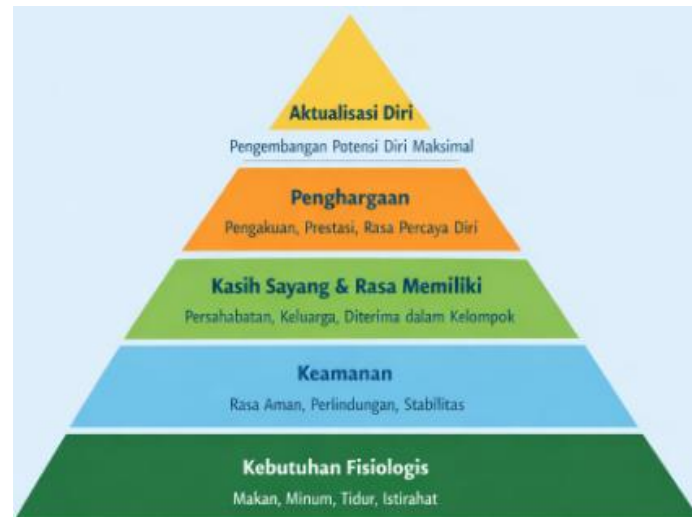 Aktualisasi Diri
Pengembangan Potensi Diri Maksimal
Penghargaan
Pengakuan, Prestasi, Rasa Percaya Diri
Kasih Sayang & Rasa Memiliki
Persahabatan, Keluarga, Diterima dalam Kelompok
Keamanan
Rasa Aman, Perlindungan, Stabilitas
Kebutuhan Fisiologis
Makan, Minum, Tidur, Istirahat